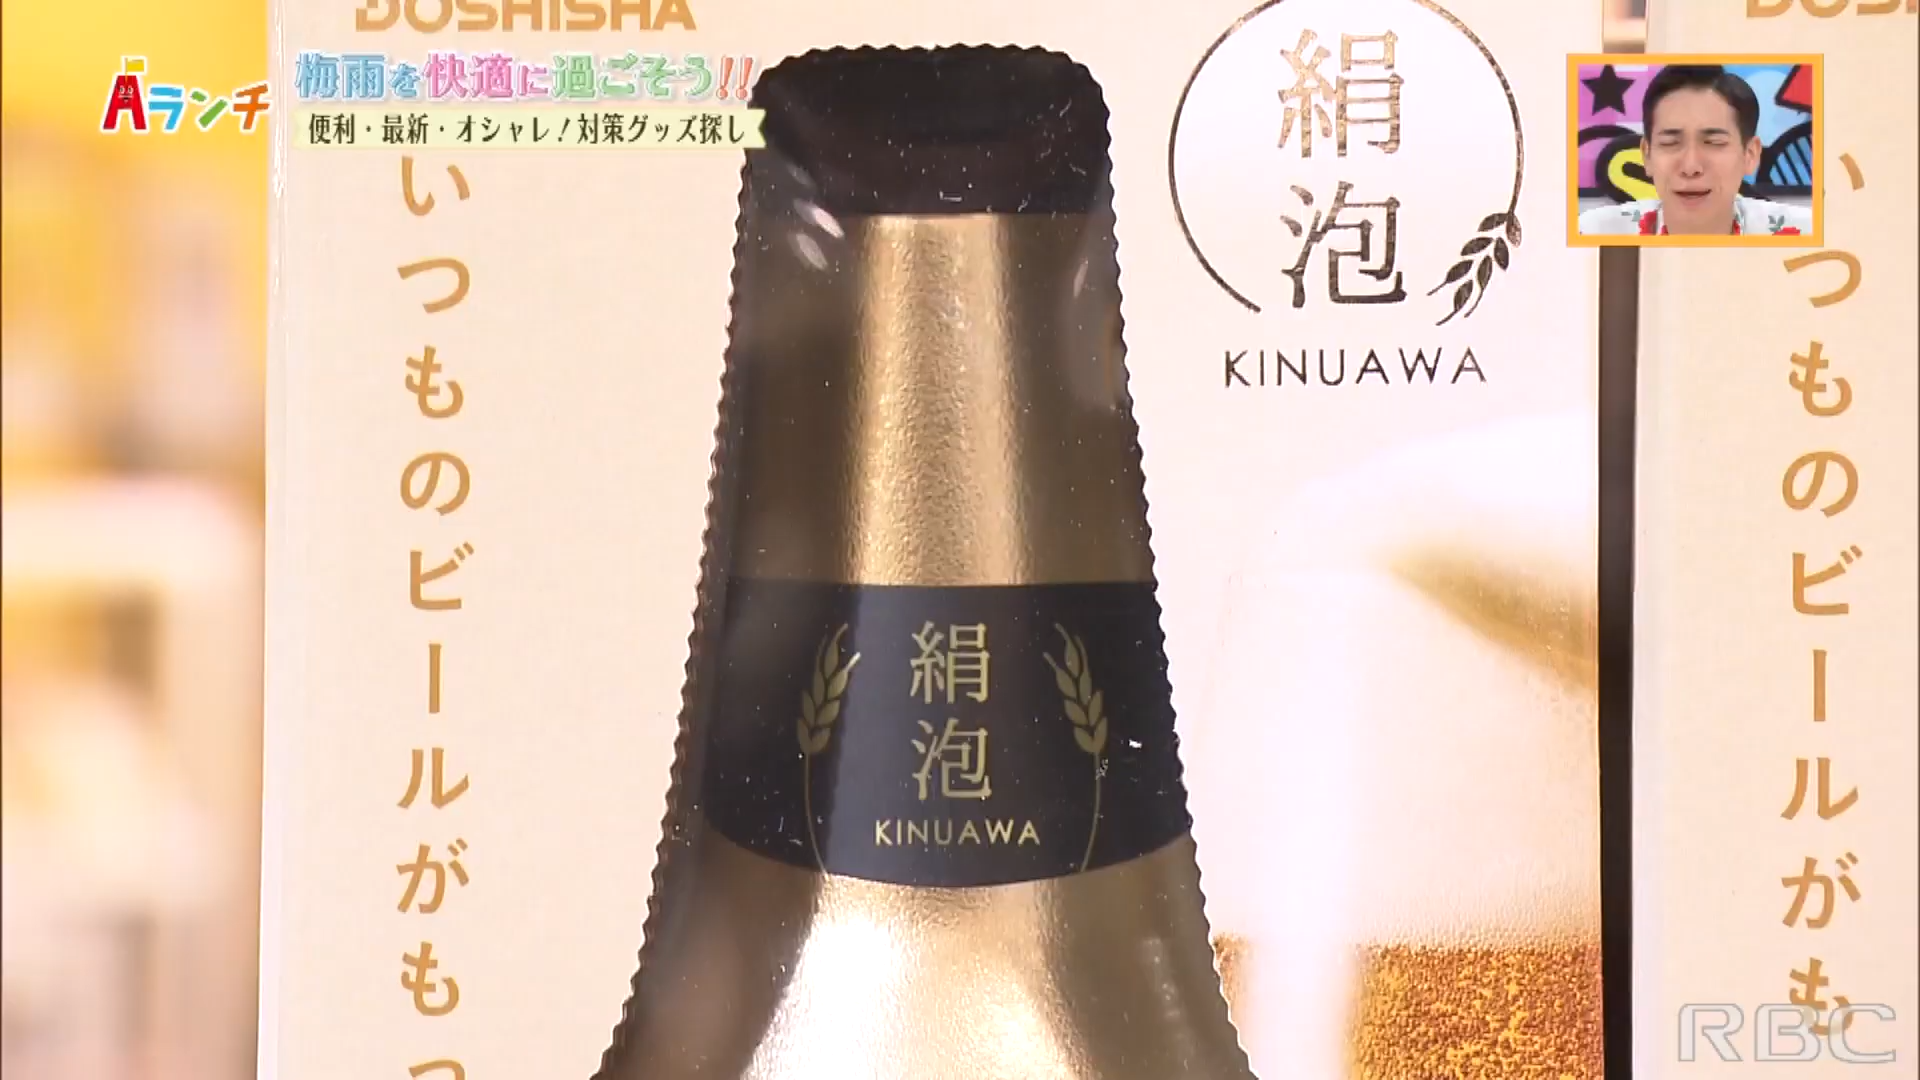 DOSHISHA
Aランチ
梅雨を快適に過ごそう!!
便利・最新・オシャレ!対策グッズ探し
いつものビールがもっ
絹泡
KINUAWA
絹泡
KINUAWA
いつものビールがも
RBC